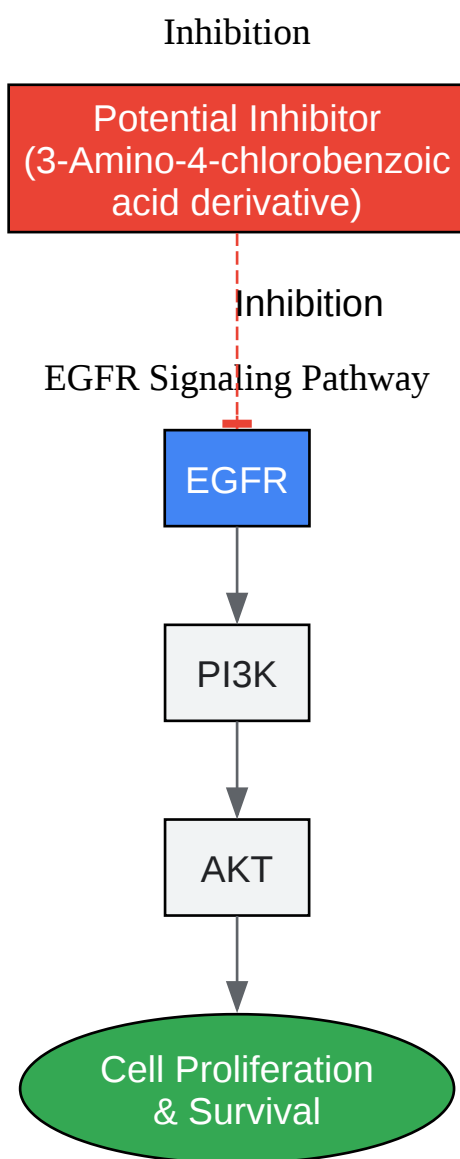 Inhibition
Potential Inhibitor
(3-Amino-4-chlorobenzoic
acid derivative)
Inhibition
EGFR Signaling Pathway
EGFR
PI3K
AKT
Cell Proliferation
& Survival